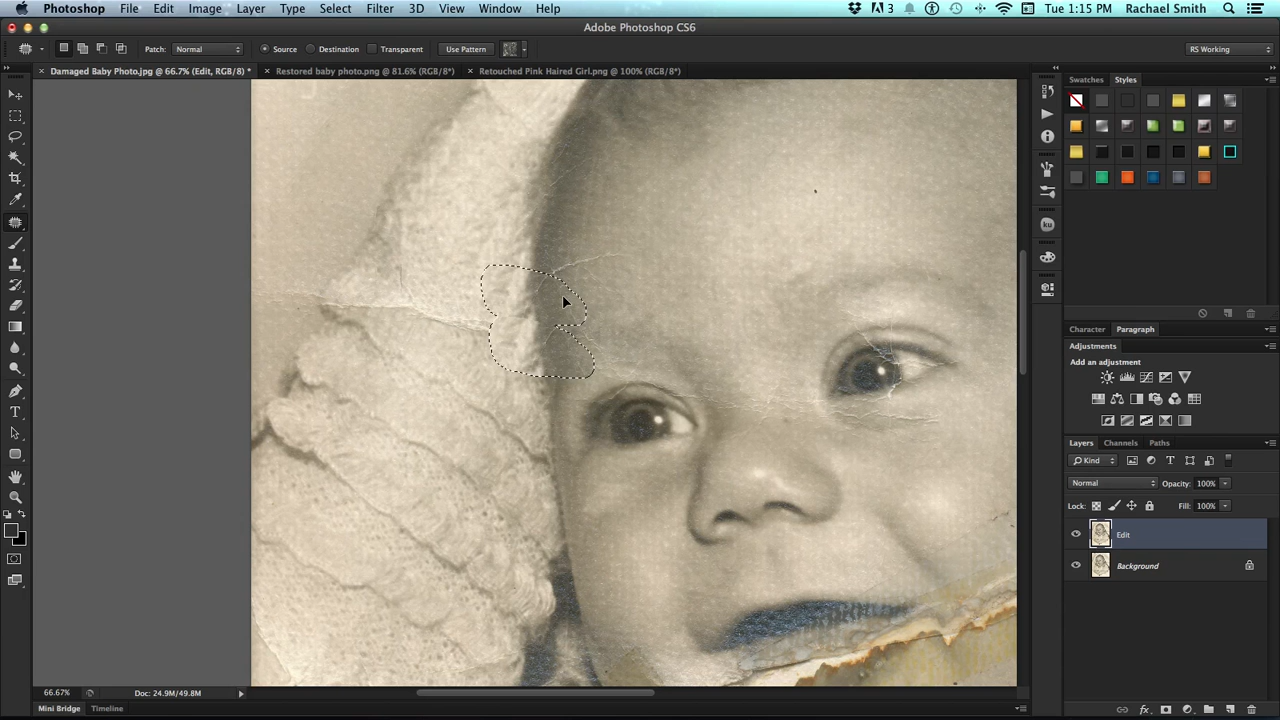 Photoshop File Edit Image Layer Type Select Filter 3D View Window Help 3 Tue 1:15 PM Rachael Smith
Adobe Photoshop CS6
Patch: Normal Source Destination Transparent Use Pattern RS Working
Damaged Baby Photo.jpg @ 66.7% (Edit, RGB/8) * Restored baby photo.png @ 81.6% (RGB/8*) Retouched Pink Haired Girl.png @ 100% (RGB/8*)
Swatches Styles
ku
Character Paragraph
Adjustments
Add an adjustment
Layers Channels Paths
Kind
Normal Opacity: 100%
Lock: Fill: 100%
Edit
Background
66.67% Doc: 24.9M/49.8M
Mini Bridge Timeline
fx